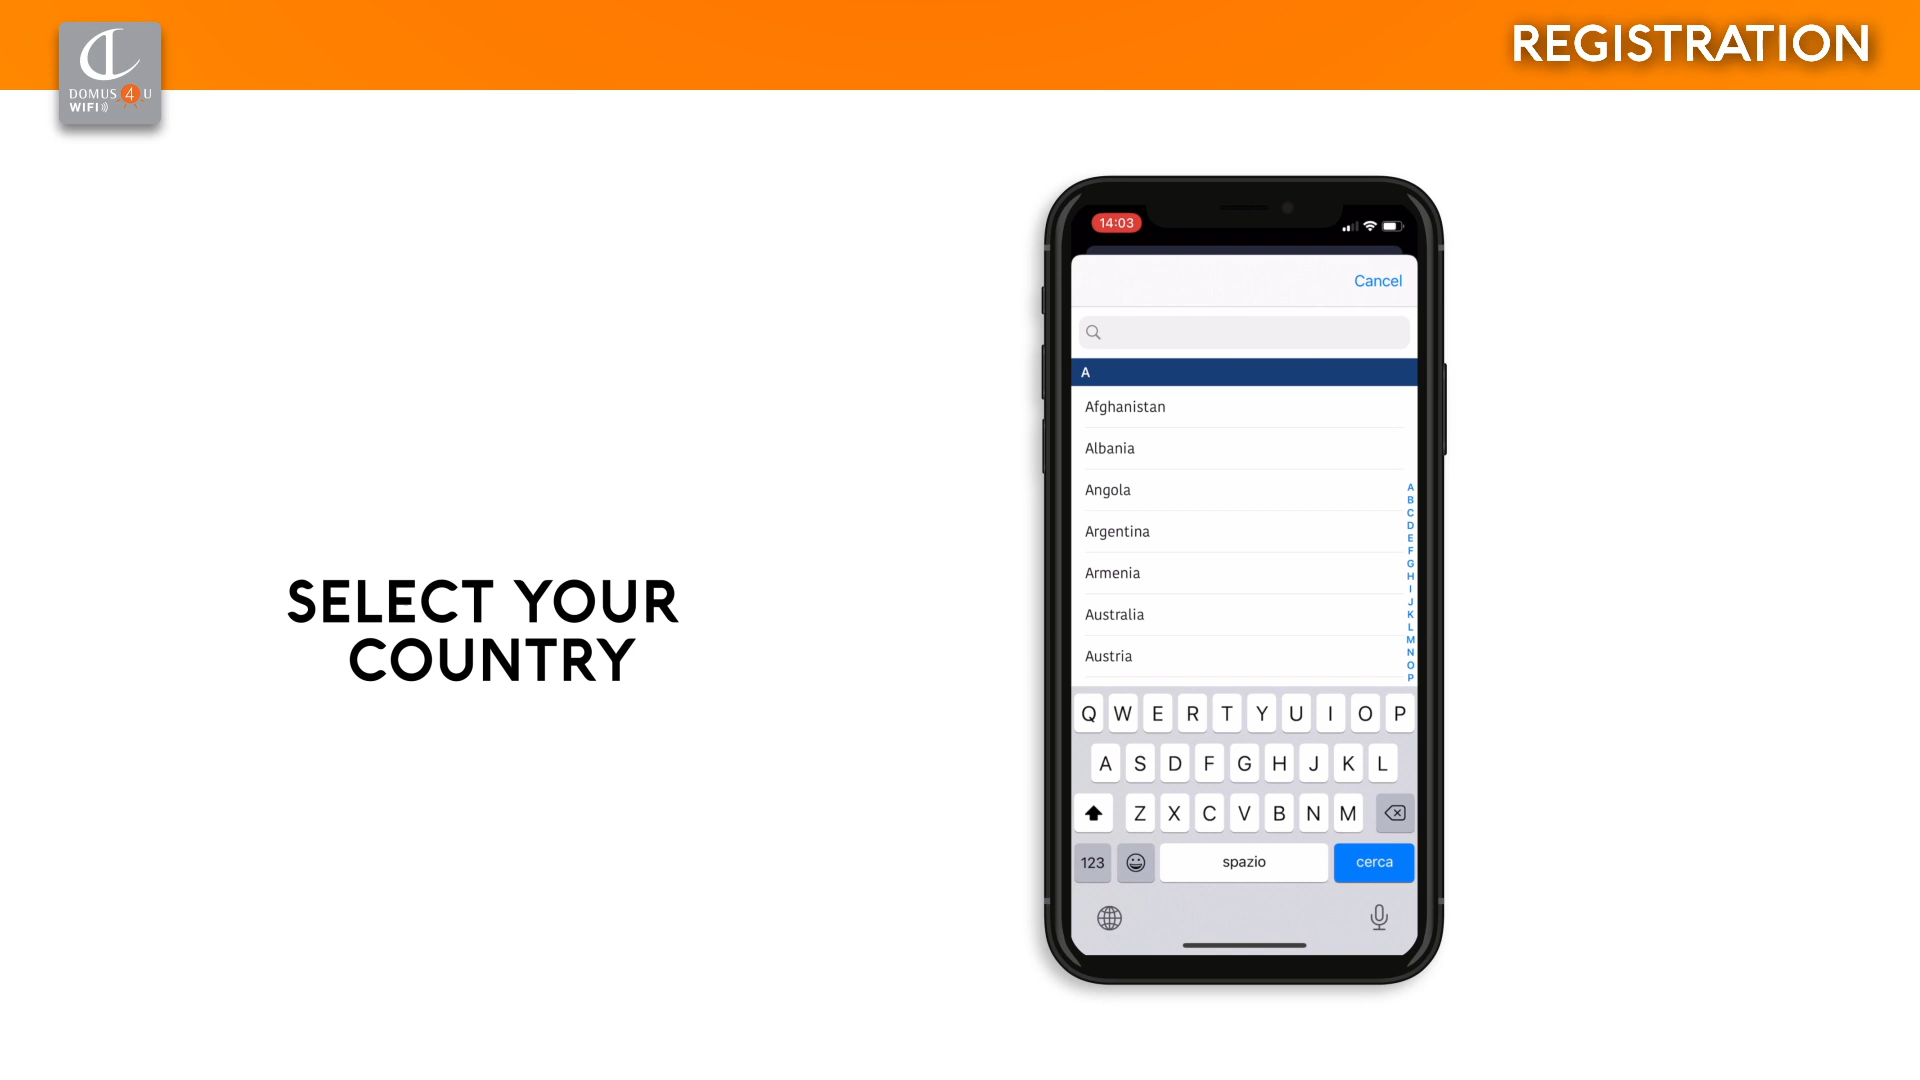 REGISTRATION
DOMUS 4 U
WIFI
SELECT YOUR
COUNTRY
14:03
Cancel
A
Afghanistan
Albania
Angola
Argentina
Armenia
Australia
Austria
A
B
C
D
E
F
G
H
I
J
K
L
M
N
O
P
Q W E R T Y U I O P
A S D F G H J K L
Z X C V B N M
123 spazio cerca